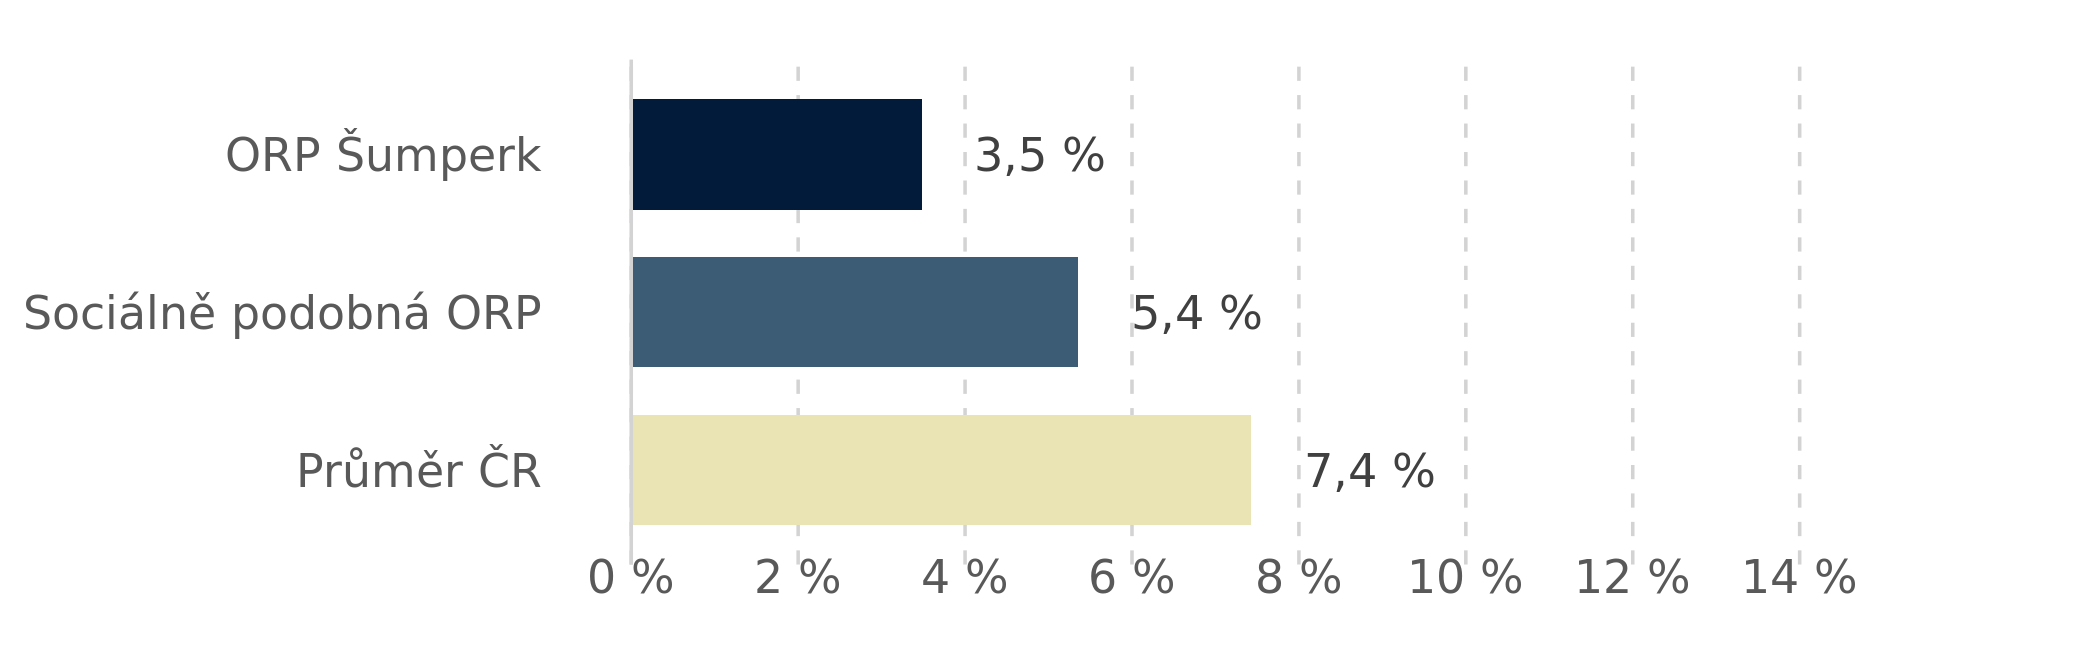 ORP Šumperk
3,5 %
Sociálně podobná ORP
5,4 %
Průměr ČR
7,4 %
0 % 2 % 4 % 6 % 8 % 10 % 12 % 14 %